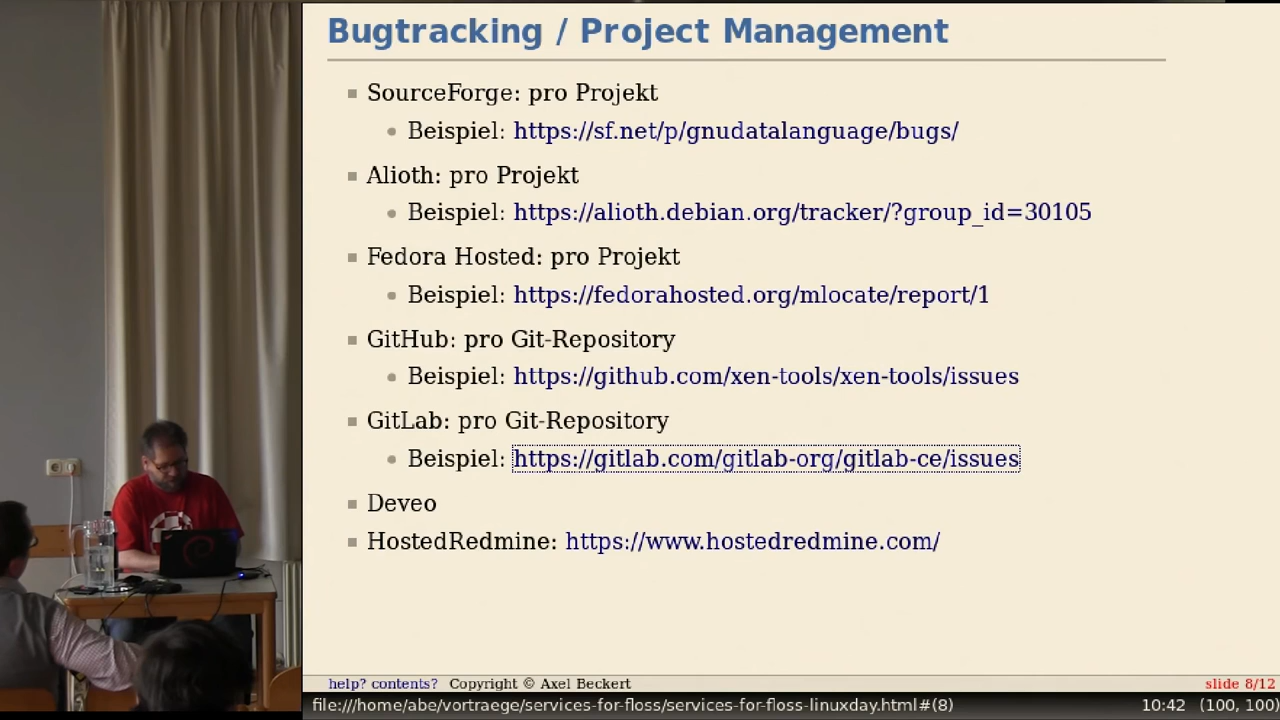 Bugtracking / Project Management
SourceForge: pro Projekt
Beispiel: https://sf.net/p/gnudatalanguage/bugs/
Alioth: pro Projekt
Beispiel: https://alioth.debian.org/tracker/?group_id=30105
Fedora Hosted: pro Projekt
Beispiel: https://fedorahosted.org/mlocate/report/1
GitHub: pro Git-Repository
Beispiel: https://github.com/xen-tools/xen-tools/issues
GitLab: pro Git-Repository
Beispiel: https://gitlab.com/gitlab-org/gitlab-ce/issues
Deveo
HostedRedmine: https://www.hostedredmine.com/
help? contents? Copyright © Axel Beckert slide 8/12
file:///home/abe/vortraege/services-for-floss/services-for-floss-linuxday.html#(8) 10:42 (100, 100)